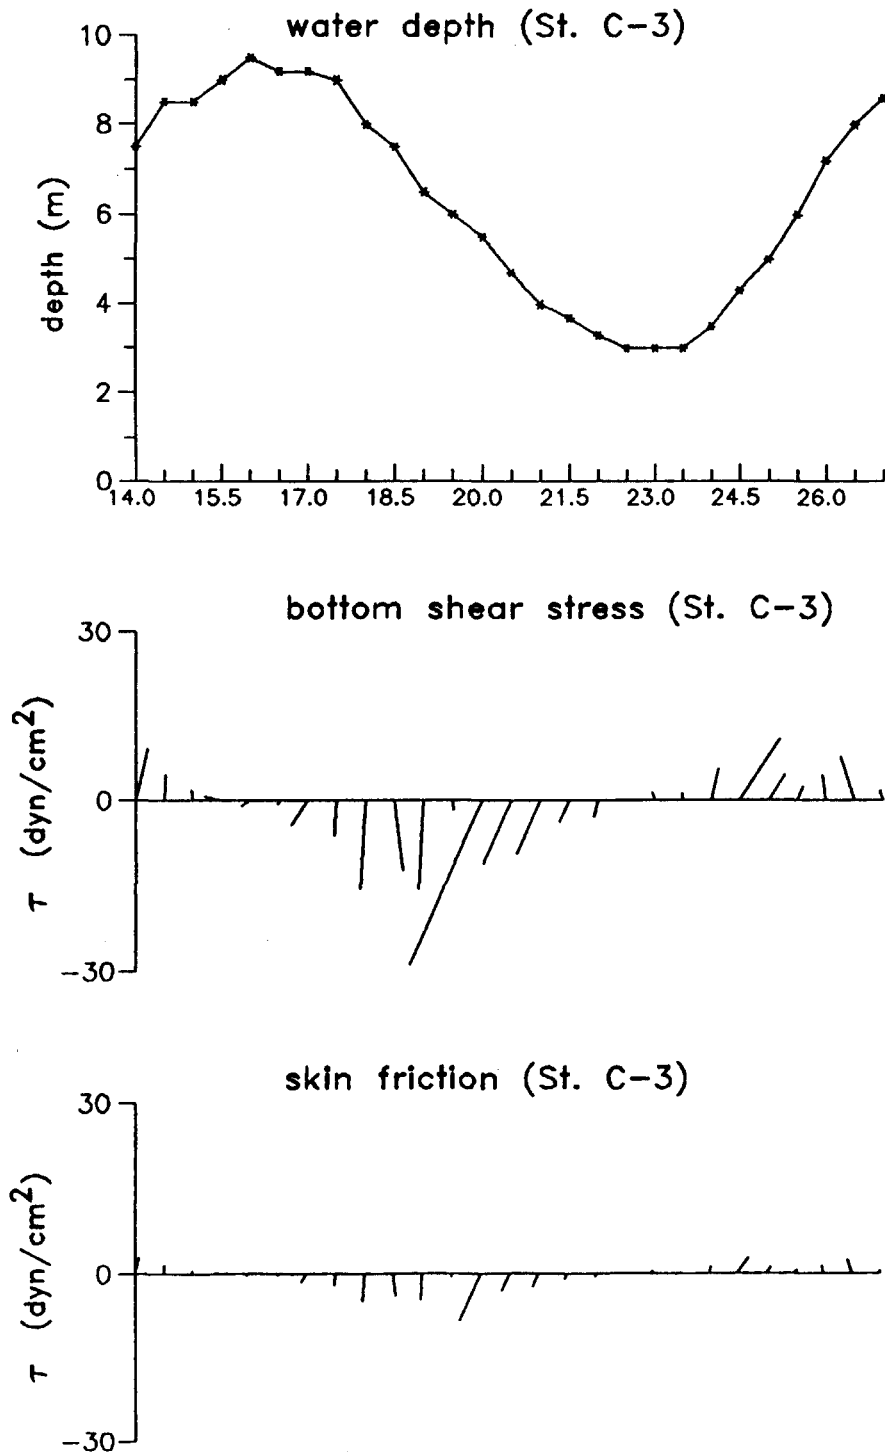 water depth (St. C-3)
10
8
6
4
2
0
depth (m)
14.0 15.5 17.0 18.5 20.0 21.5 23.0 24.5 26.0
bottom shear stress (St. C-3)
30
0
-30
τ (dyn/cm²)
skin friction (St. C-3)
30
0
-30
τ (dyn/cm²)